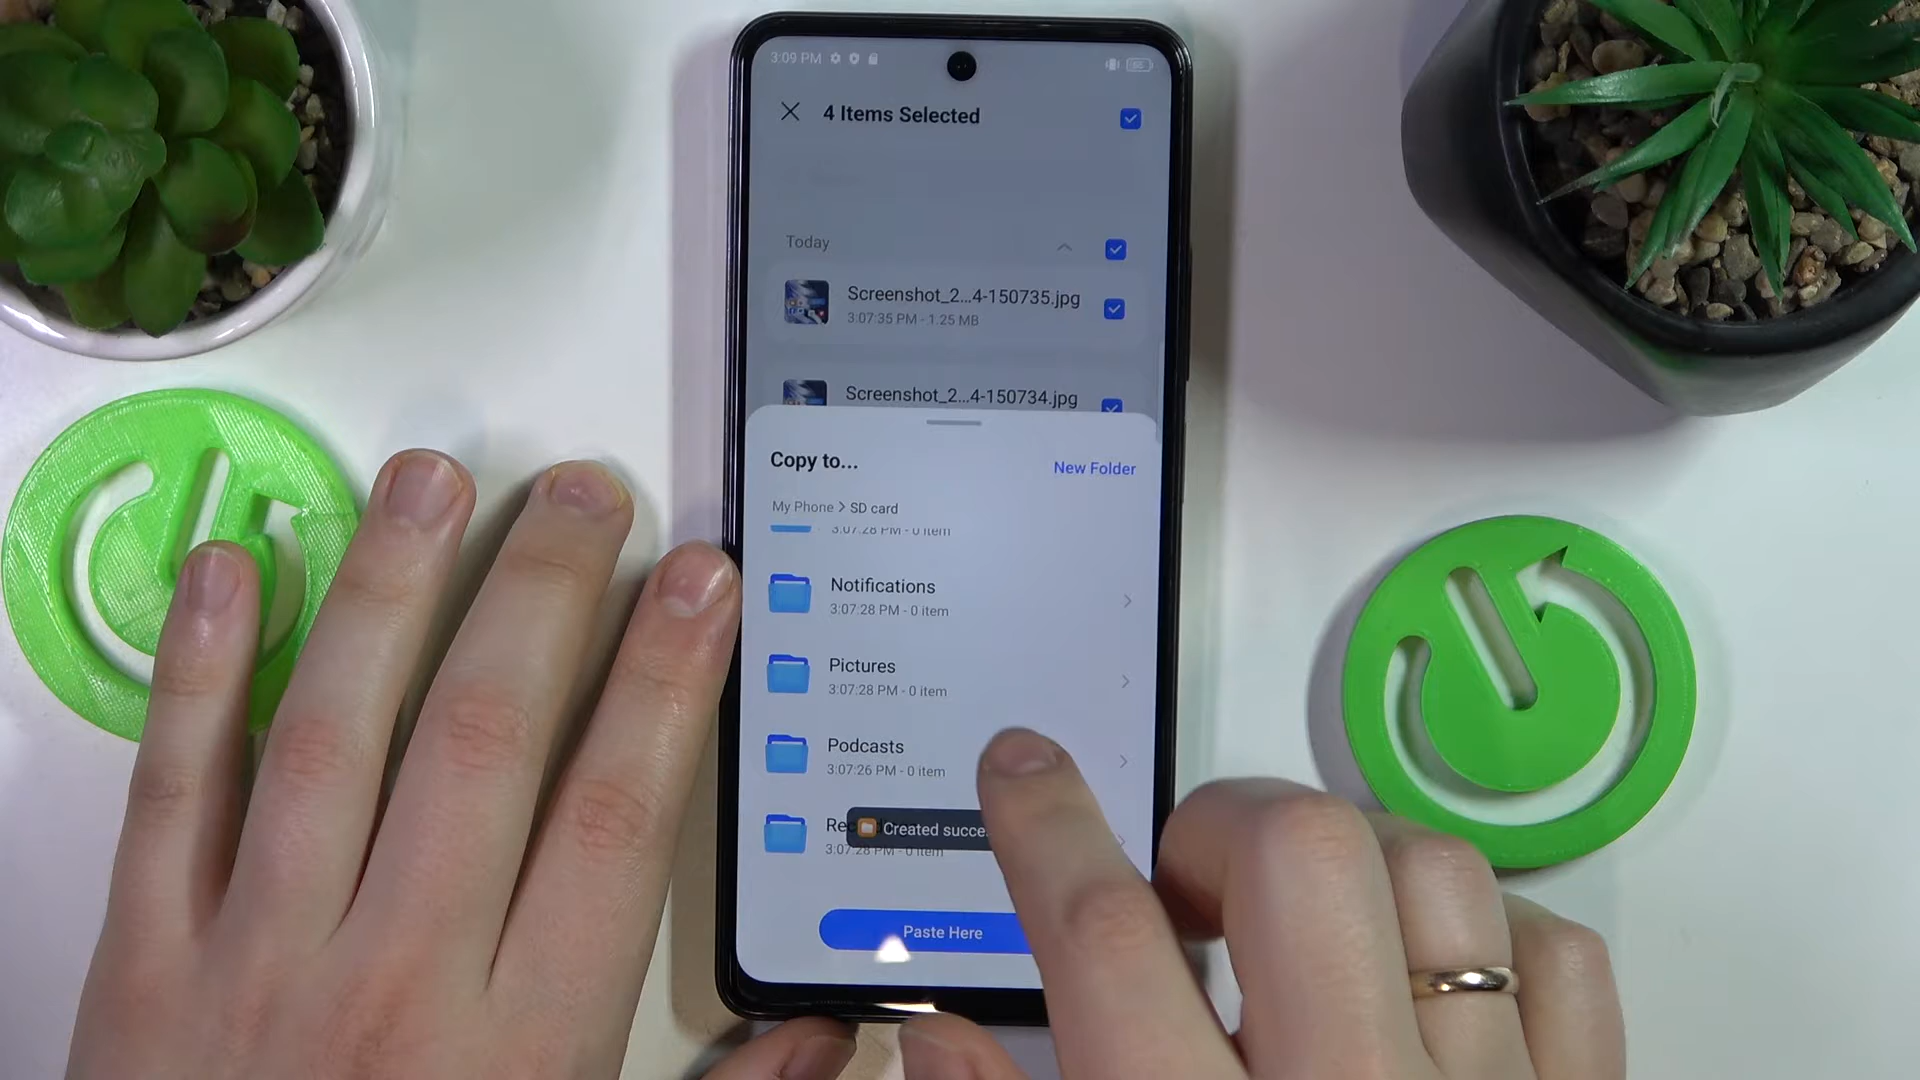 3:09 PM
4 Items Selected
Today
Screenshot_2...4-150735.jpg
3:07:35 PM - 1.25 MB
Screenshot_2...4-150734.jpg
Copy to...
New Folder
My Phone > SD card
3:07:28 PM - 0 item
Notifications
3:07:28 PM - 0 item
Pictures
3:07:28 PM - 0 item
Podcasts
3:07:26 PM - 0 item
Created succe
3:07:28 PM - 0 item
Paste Here